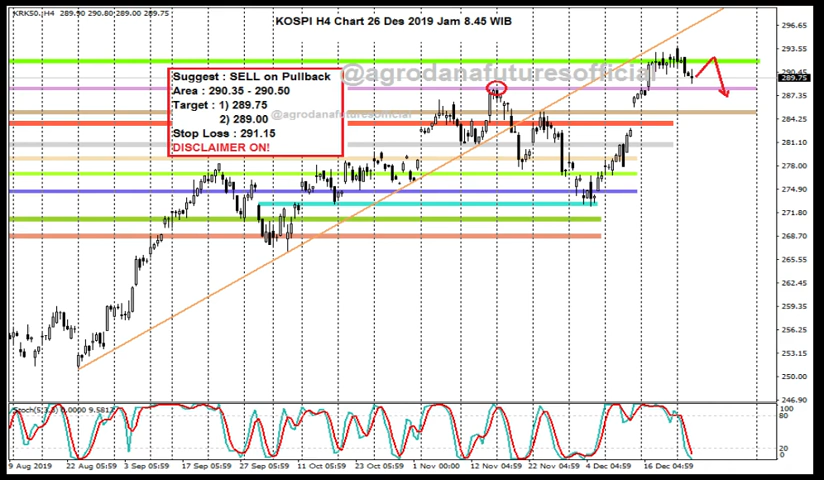 KRK50.,H4 289.90 290.80 289.00 289.75
KOSPI H4 Chart 26 Des 2019 Jam 8.45 WIB
@agrodanafuturesofficial
Suggest : SELL on Pullback
Area : 290.35 - 290.50
Target : 1) 289.75
2) 289.00
Stop Loss : 291.15
DISCLAIMER ON!
@agrodanafuturesofficial
296.65
293.55
290.45
289.75
287.35
284.25
281.10
278.00
274.90
271.80
268.70
265.55
262.45
259.35
256.25
253.15
250.00
246.90
Stoch(5,3,3) 0.0000 9.5817
100
80
20
0
9 Aug 2019
22 Aug 05:59
3 Sep 05:59
17 Sep 05:59
27 Sep 05:59
11 Oct 05:59
23 Oct 05:59
1 Nov 00:00
12 Nov 04:59
22 Nov 04:59
4 Dec 04:59
16 Dec 04:59